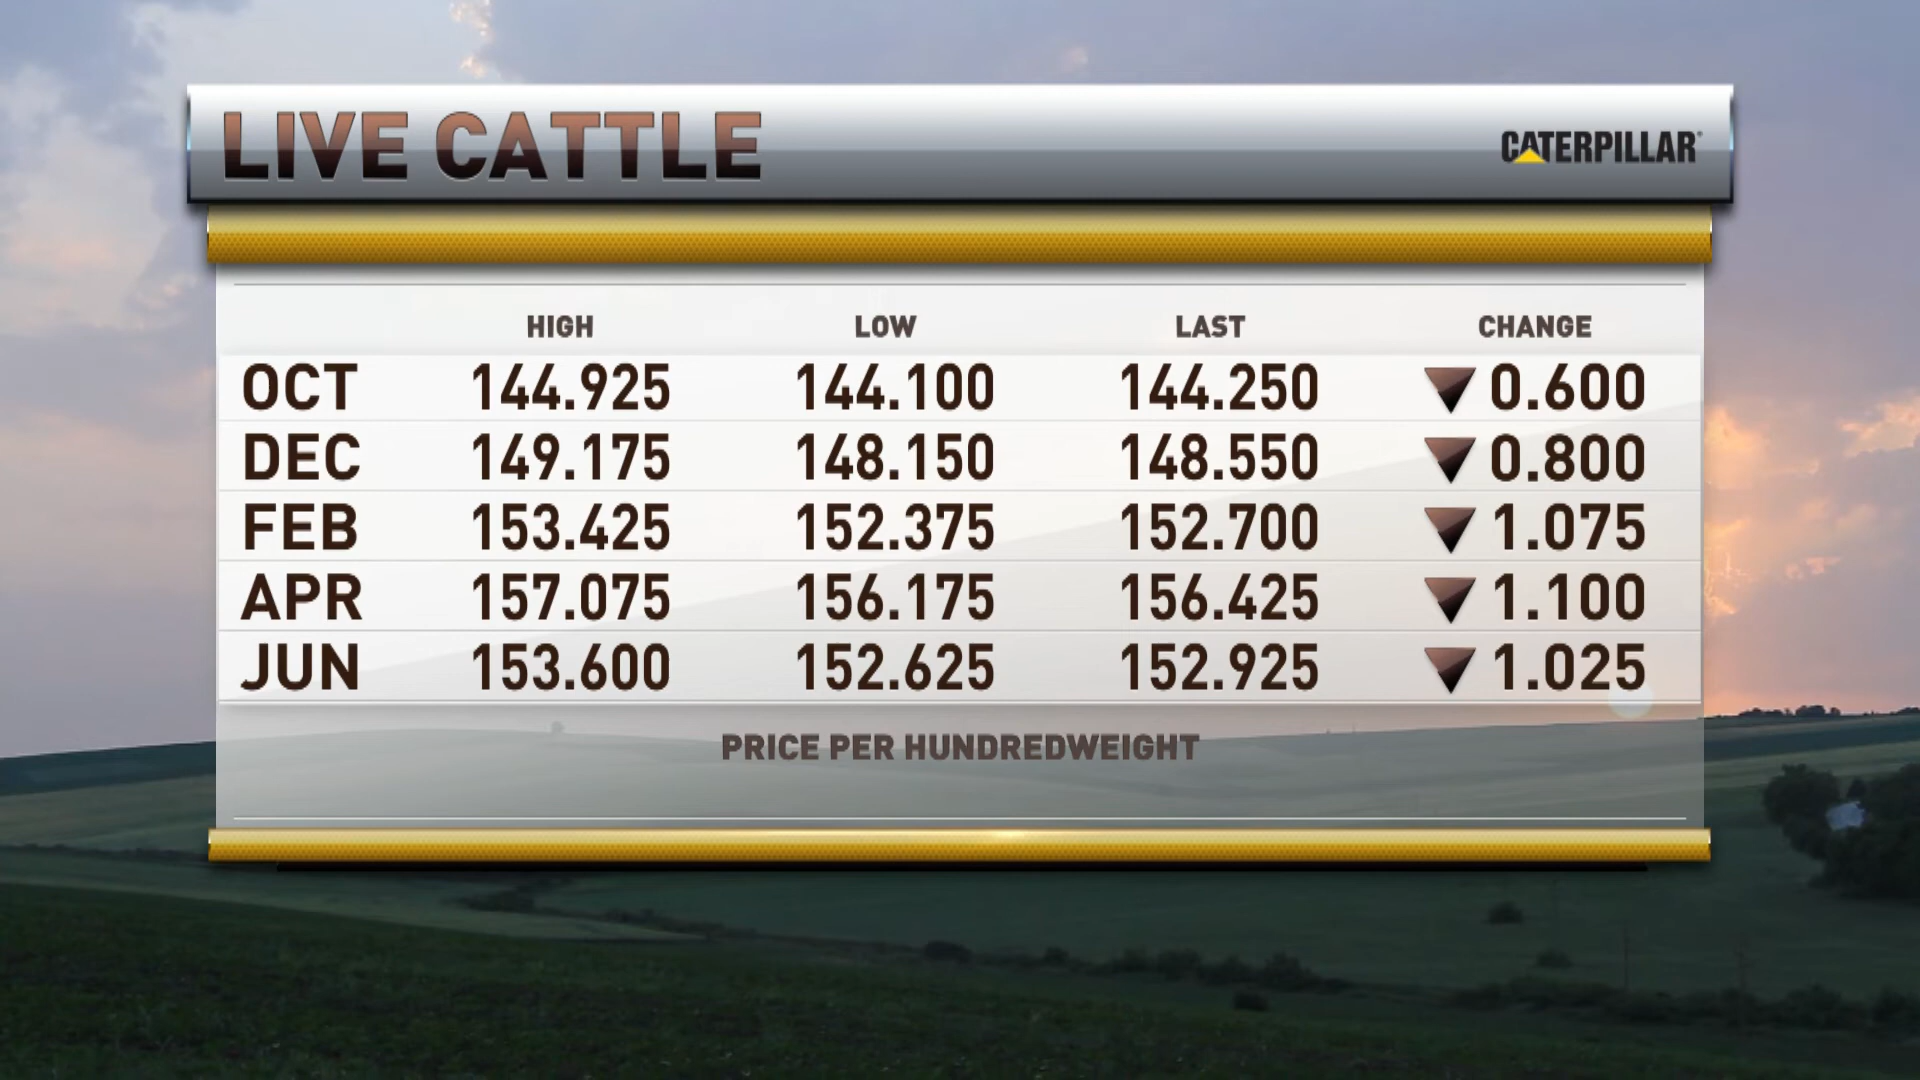 LIVE CATTLE
CATERPILLAR®
HIGH LOW LAST CHANGE
OCT 144.925 144.100 144.250 ▼ 0.600
DEC 149.175 148.150 148.550 ▼ 0.800
FEB 153.425 152.375 152.700 ▼ 1.075
APR 157.075 156.175 156.425 ▼ 1.100
JUN 153.600 152.625 152.925 ▼ 1.025
PRICE PER HUNDREDWEIGHT